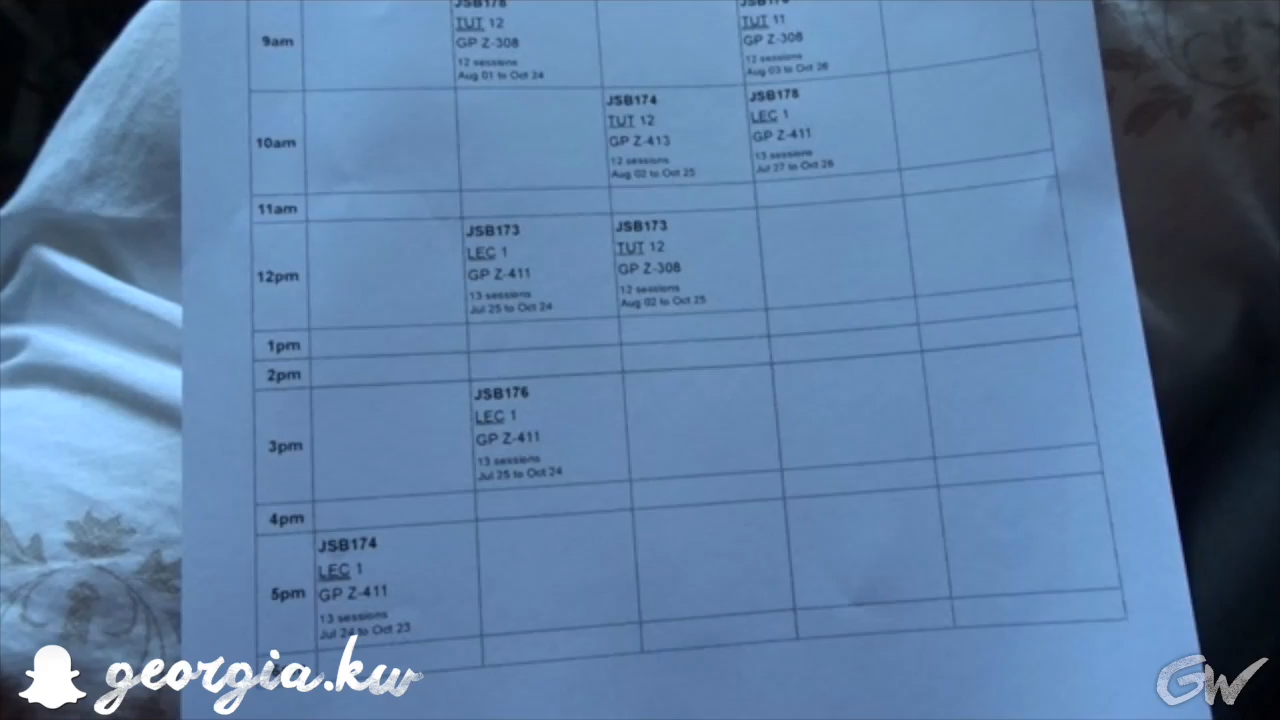 9am
JSB178
TUT 12
GP Z-308
12 sessions
Aug 01 to Oct 24
TUT 11
GP Z-308
12 sessions
Aug 03 to Oct 26
10am
JSB174
TUT 12
GP Z-413
12 sessions
Aug 02 to Oct 25
JSB178
LEC 1
GP Z-411
13 sessions
Jul 27 to Oct 26
11am
12pm
JSB173
LEC 1
GP Z-411
13 sessions
Jul 25 to Oct 24
JSB173
TUT 12
GP Z-308
12 sessions
Aug 02 to Oct 25
1pm
2pm
3pm
JSB176
LEC 1
GP Z-411
13 sessions
Jul 25 to Oct 24
4pm
5pm
JSB174
LEC 1
GP Z-411
13 sessions
Jul 24 to Oct 23
georgia.kw
GW